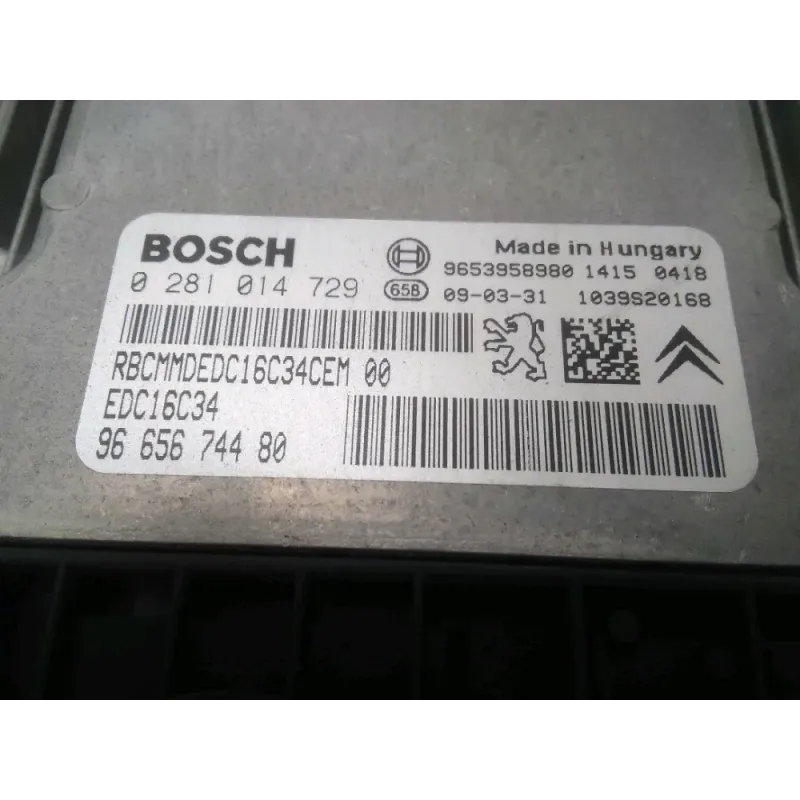 BOSCH
Made in Hungary
9653958980 1415 0418
0 281 014 729 658 09-03-31 1039S20168
RBCMMDEDC16C34CEM 00
EDC16C34
96 656 744 80